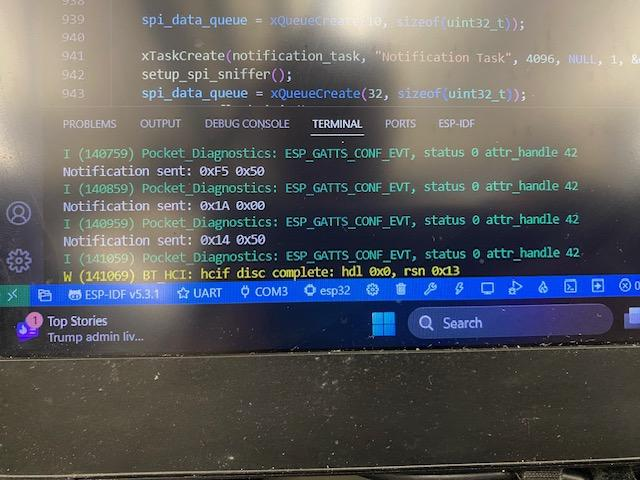 938
939 spi_data_queue = xQueueCreate(10, sizeof(uint32_t));
940
941 xTaskCreate(notification_task, "Notification Task", 4096, NULL, 1, &
942 setup_spi_sniffer();
943 spi_data_queue = xQueueCreate(32, sizeof(uint32_t));
PROBLEMS OUTPUT DEBUG CONSOLE TERMINAL PORTS ESP-IDF
I (140759) Pocket_Diagnostics: ESP_GATTS_CONF_EVT, status 0 attr_handle 42
Notification sent: 0xF5 0x50
I (140859) Pocket_Diagnostics: ESP_GATTS_CONF_EVT, status 0 attr_handle 42
Notification sent: 0x1A 0x00
I (140959) Pocket_Diagnostics: ESP_GATTS_CONF_EVT, status 0 attr_handle 42
Notification sent: 0x14 0x50
I (141059) Pocket_Diagnostics: ESP_GATTS_CONF_EVT, status 0 attr_handle 42
W (141069) BT_HCI: hcif disc complete: hdl 0x0, rsn 0x13
ESP-IDF v5.3.1 UART COM3 esp32 0
1 Top Stories
Trump admin liv...
Search